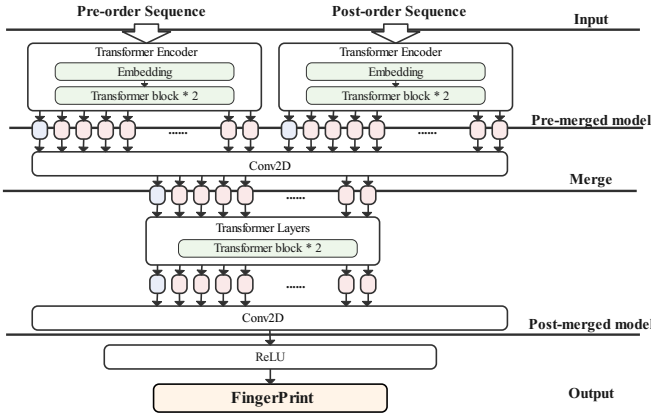 Pre-order Sequence
Post-order Sequence
Input
Transformer Encoder
Transformer Encoder
Embedding
Embedding
Transformer block * 2
Transformer block * 2
......
......
Pre-merged model
Conv2D
Merge
......
Transformer Layers
Transformer block * 2
......
Conv2D
Post-merged model
ReLU
FingerPrint
Output